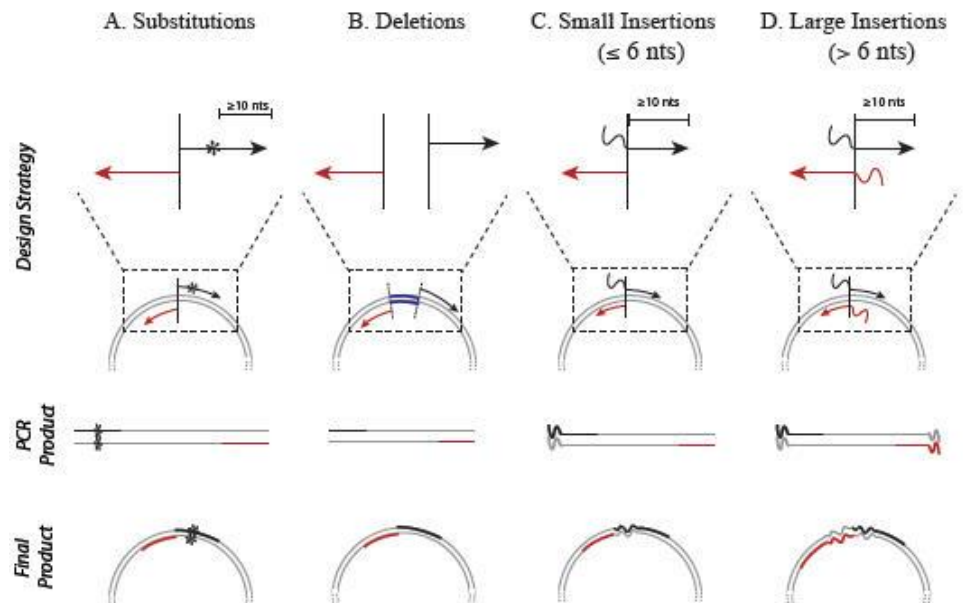 A. Substitutions
B. Deletions
C. Small Insertions
(≤ 6 nts)
D. Large Insertions
(> 6 nts)
Design Strategy
≥10 nts
≥10 nts
≥10 nts
PCR
Product
Final
Product